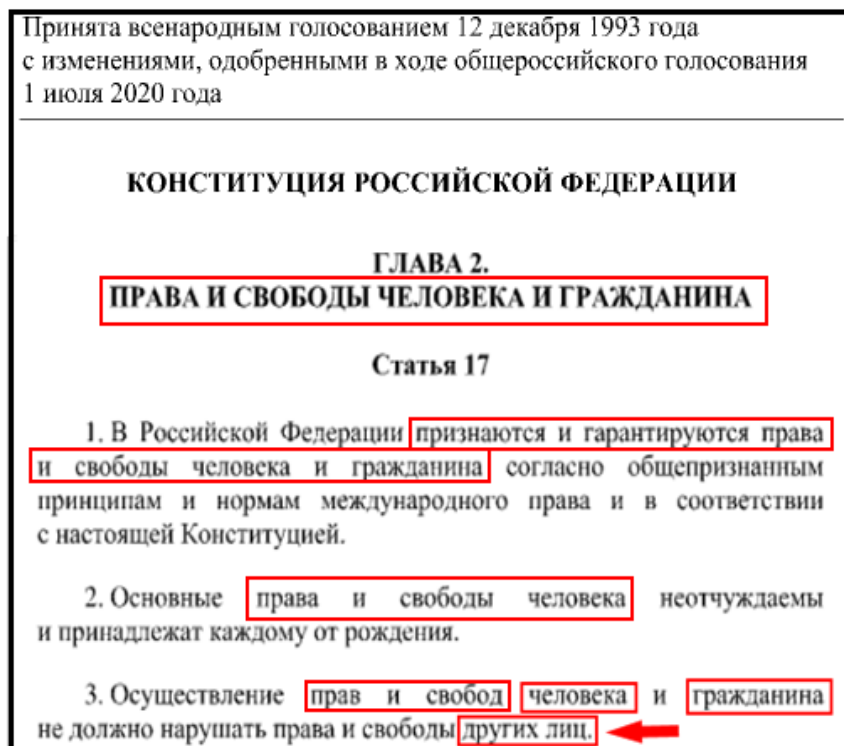 Принята всенародным голосованием 12 декабря 1993 года
с изменениями, одобренными в ходе общероссийского голосования
1 июля 2020 года
КОНСТИТУЦИЯ РОССИЙСКОЙ ФЕДЕРАЦИИ
ГЛАВА 2.
ПРАВА И СВОБОДЫ ЧЕЛОВЕКА И ГРАЖДАНИНА
Статья 17
1. В Российской Федерации признаются и гарантируются права
и свободы человека и гражданина согласно общепризнанным
принципам и нормам международного права и в соответствии
с настоящей Конституцией.
2. Основные права и свободы человека неотчуждаемы
и принадлежат каждому от рождения.
3. Осуществление прав и свобод человека и гражданина
не должно нарушать права и свободы других лиц.